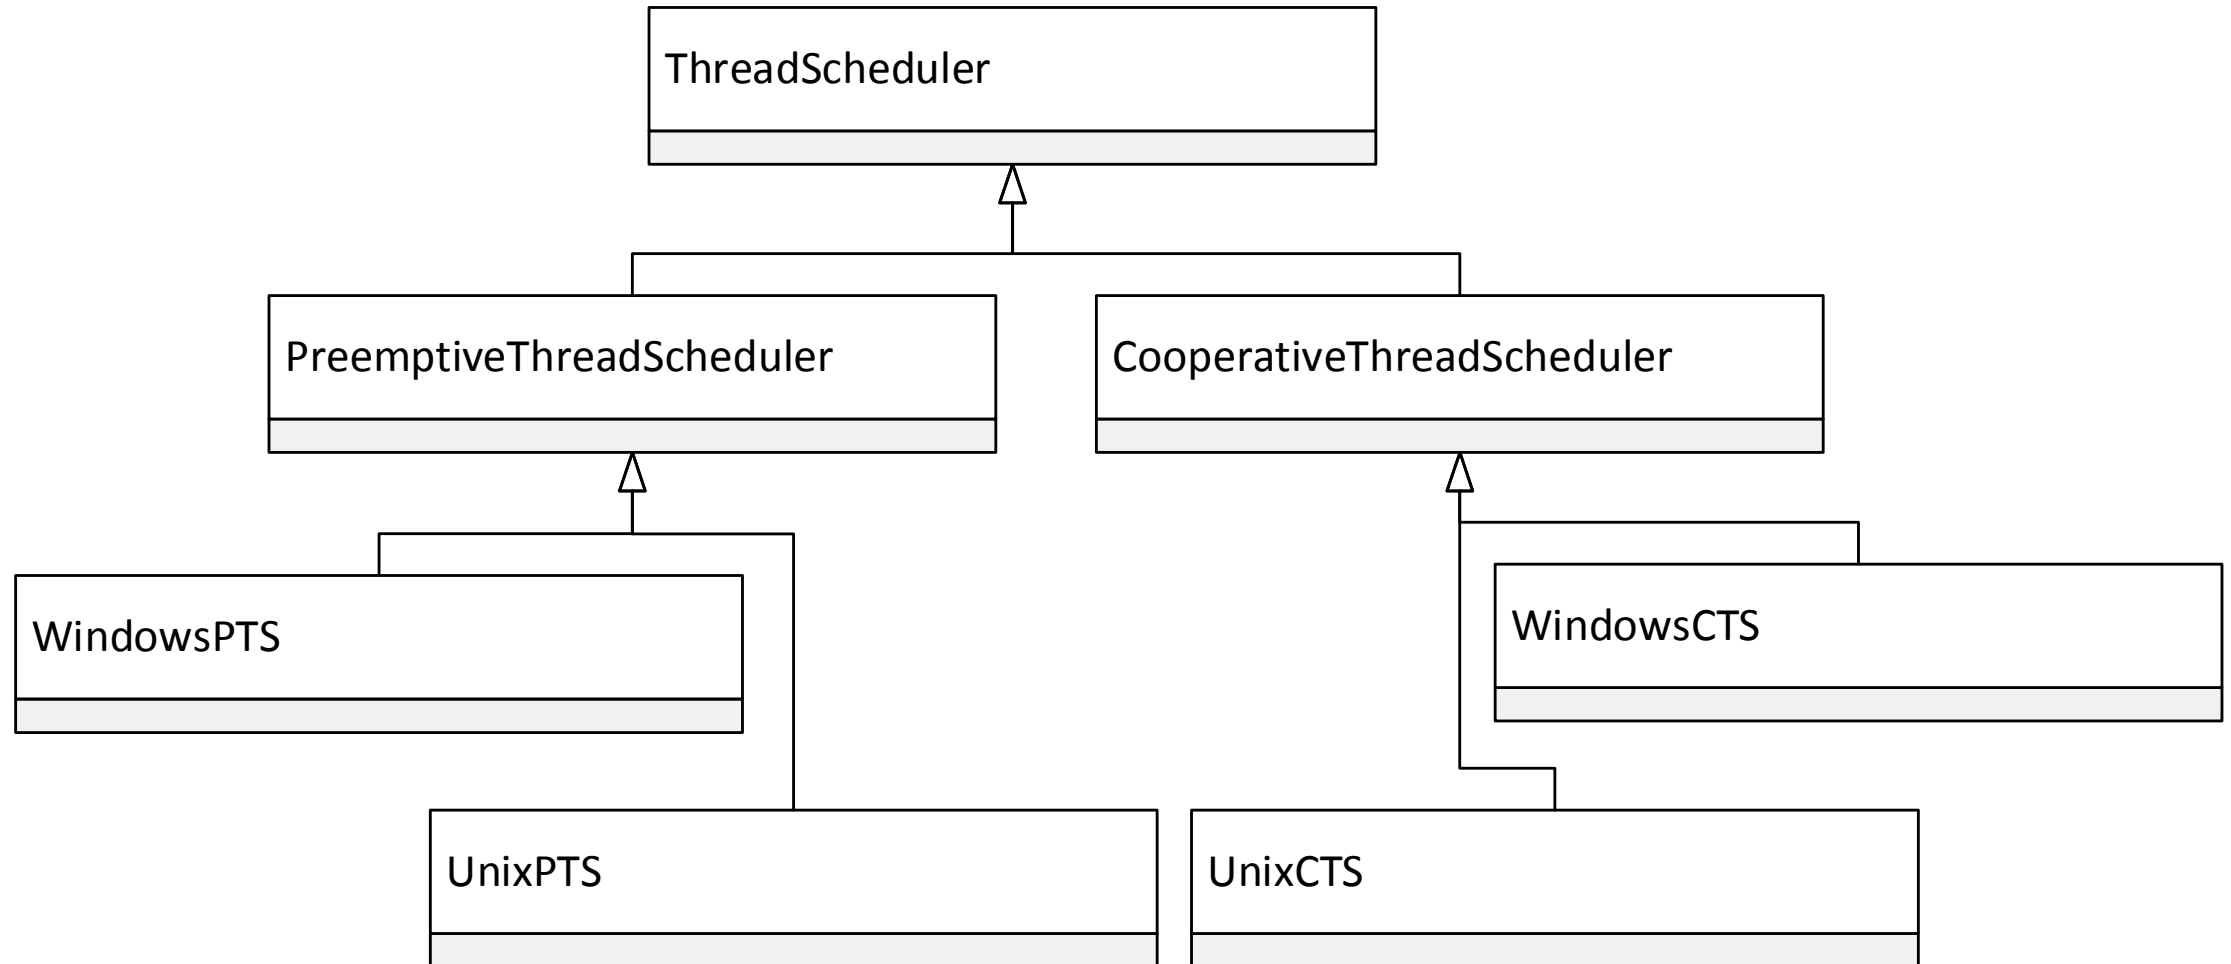 ThreadScheduler
PreemptiveThreadScheduler
CooperativeThreadScheduler
WindowsPTS
WindowsCTS
UnixPTS
UnixCTS